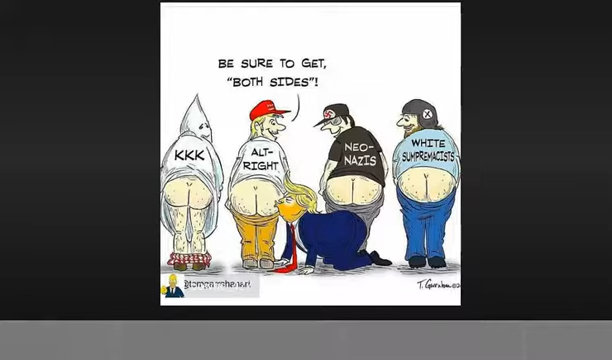 BE SURE TO GET,
"BOTH SIDES"!
KKK
ALT-
RIGHT
NEO-
NAZIS
WHITE
SUMPREMACISTS